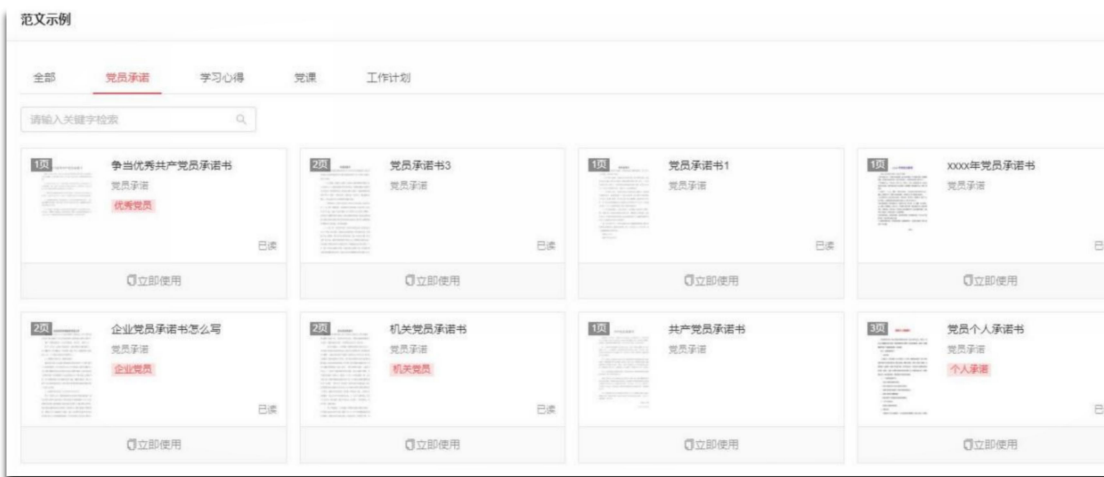 范文示例
全部 党员承诺 学习心得 党课 工作计划
请输入关键字检索
1页 争当优秀共产党员承诺书
党员承诺
优秀党员
已读
立即使用
2页 党员承诺书3
党员承诺
已读
立即使用
1页 党员承诺书1
党员承诺
已读
立即使用
1页 xxxx年党员承诺书
党员承诺
已
立即使用
2页 企业党员承诺书怎么写
党员承诺
企业党员
已读
立即使用
2页 机关党员承诺书
党员承诺
机关党员
已读
立即使用
1页 共产党员承诺书
党员承诺
立即使用
3页 党员个人承诺书
党员承诺
个人承诺
已
立即使用